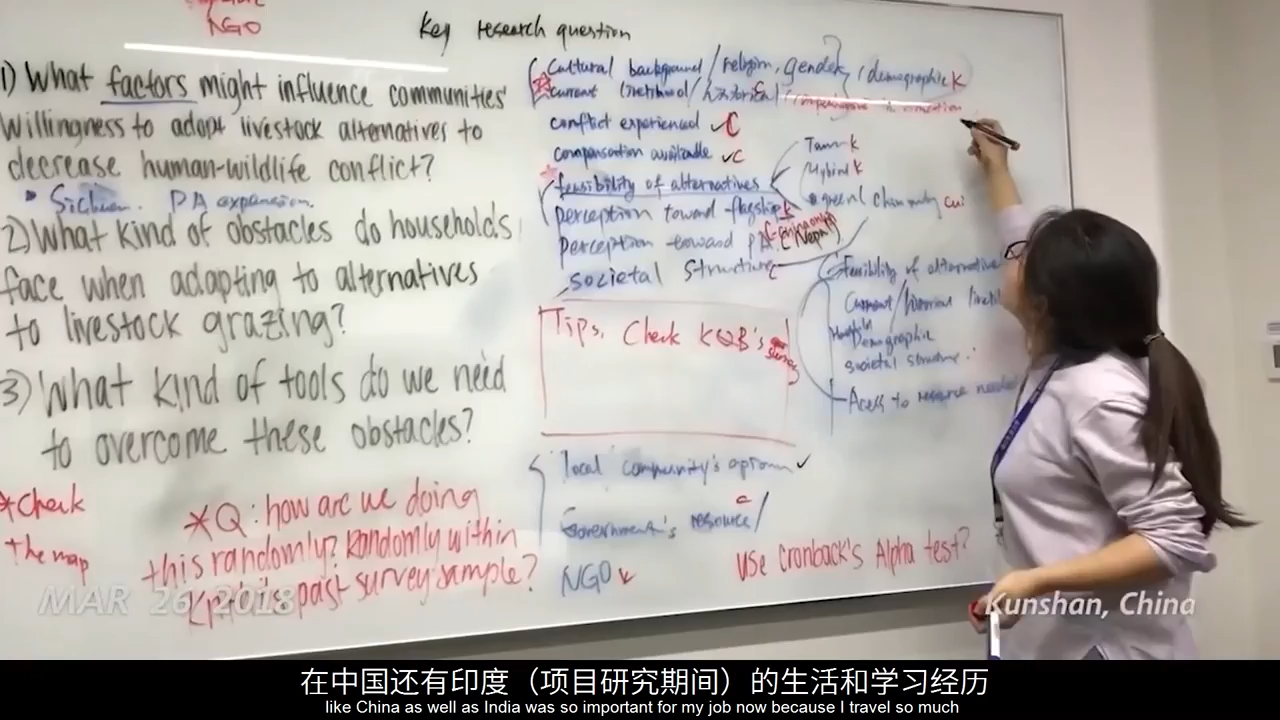 NGO
Key research question
1) What factors might influence communities'
willingness to adopt livestock alternatives to
decrease human-wildlife conflict?
• Sichuan. PA expansion.
2) What kind of obstacles do households
face when adapting to alternatives
to livestock grazing?
3) What kind of tools do we need
to overcome these obstacles?
*Check
the map
*Q: how are we doing
this randomly? Randomly within
past survey sample?
Cultural background / religion, gender, (demographic K
current livelihood / historical
conflict experienced ✓C
compensation available ✓C
feasibility of alternatives
perception toward flagship K
perception toward PA
societal structure
K
Hybrid K
green
Tips. Check KQB's survey
local community's opinion ✓
Government's resource/
NGO
Feasibility of alternative
Current /
Demographic
societal structure.
Access to resource needed
Use Cronback's Alpha test?
MAR 26, 2018
Kunshan, China
在中国还有印度（项目研究期间）的生活和学习经历
like China as well as India was so important for my job now because I travel so much